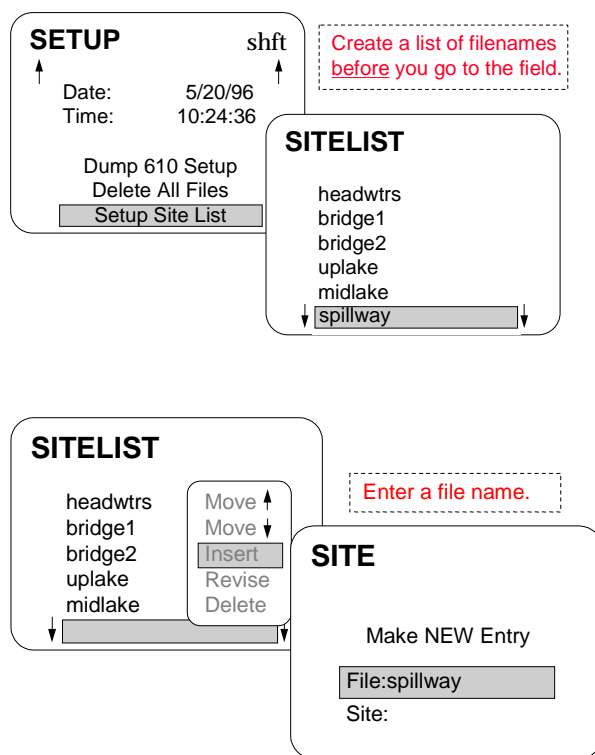 SETUP shft
Date: 5/20/96
Time: 10:24:36
Dump 610 Setup
Delete All Files
Setup Site List
Create a list of filenames
before you go to the field.
SITELIST
headwtrs
bridge1
bridge2
uplake
midlake
spillway
SITELIST
headwtrs
bridge1
bridge2
uplake
midlake
Move
Move
Insert
Revise
Delete
Enter a file name.
SITE
Make NEW Entry
File:spillway
Site: